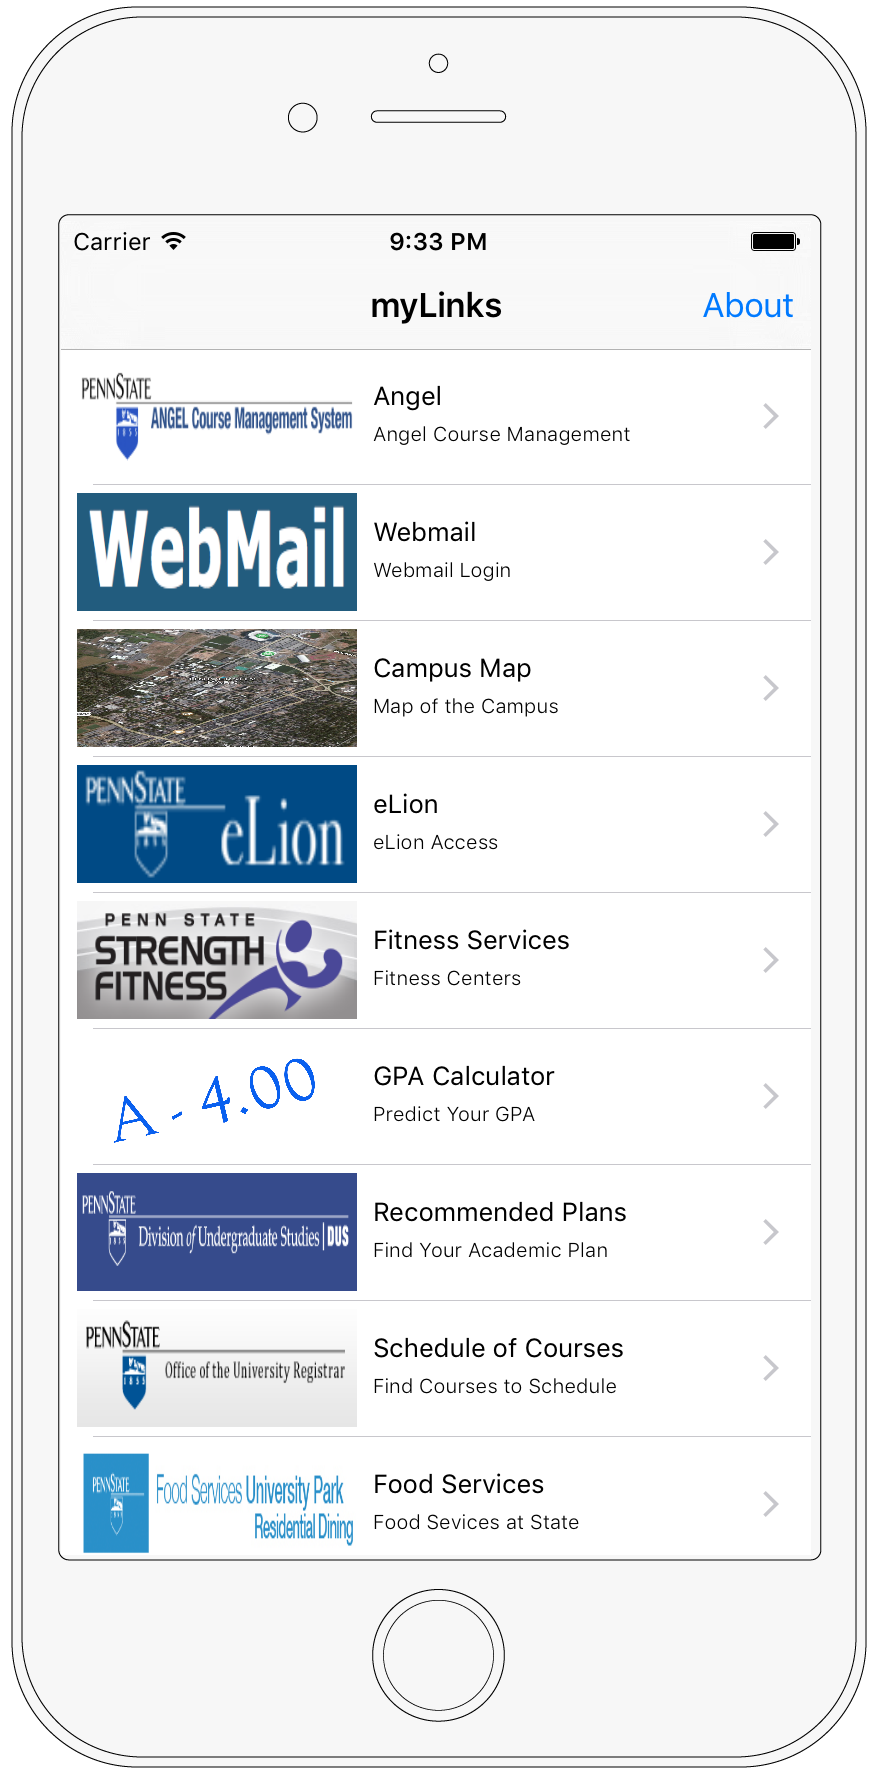 Carrier 9:33 PM
myLinks About
PENNSTATE
1855
ANGEL Course Management System
Angel
Angel Course Management
WebMail
Webmail
Webmail Login
Campus Map
Map of the Campus
PENNSTATE
eLion
eLion
eLion Access
PENN STATE
STRENGTH
FITNESS
Fitness Services
Fitness Centers
A - 4.00
GPA Calculator
Predict Your GPA
PENNSTATE
1855
Division of Undergraduate Studies | DUS
Recommended Plans
Find Your Academic Plan
PENNSTATE
1855
Office of the University Registrar
Schedule of Courses
Find Courses to Schedule
PENNSTATE
Food Services University Park
Residential Dining
Food Services
Food Sevices at State